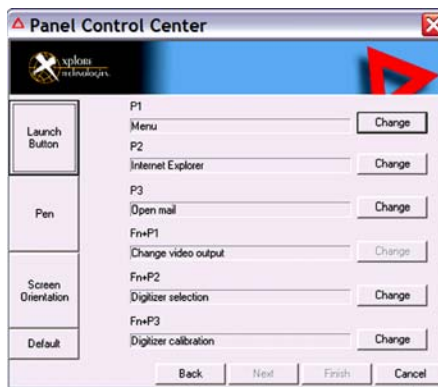 Panel Control Center
xplore
technologies.
Launch
Button
Pen
Screen
Orientation
Default
P1
Menu
Change
P2
Internet Explorer
Change
P3
Open mail
Change
Fn+P1
Change video output
Change
Fn+P2
Digitizer selection
Change
Fn+P3
Digitizer calibration
Change
Back
Next
Finish
Cancel